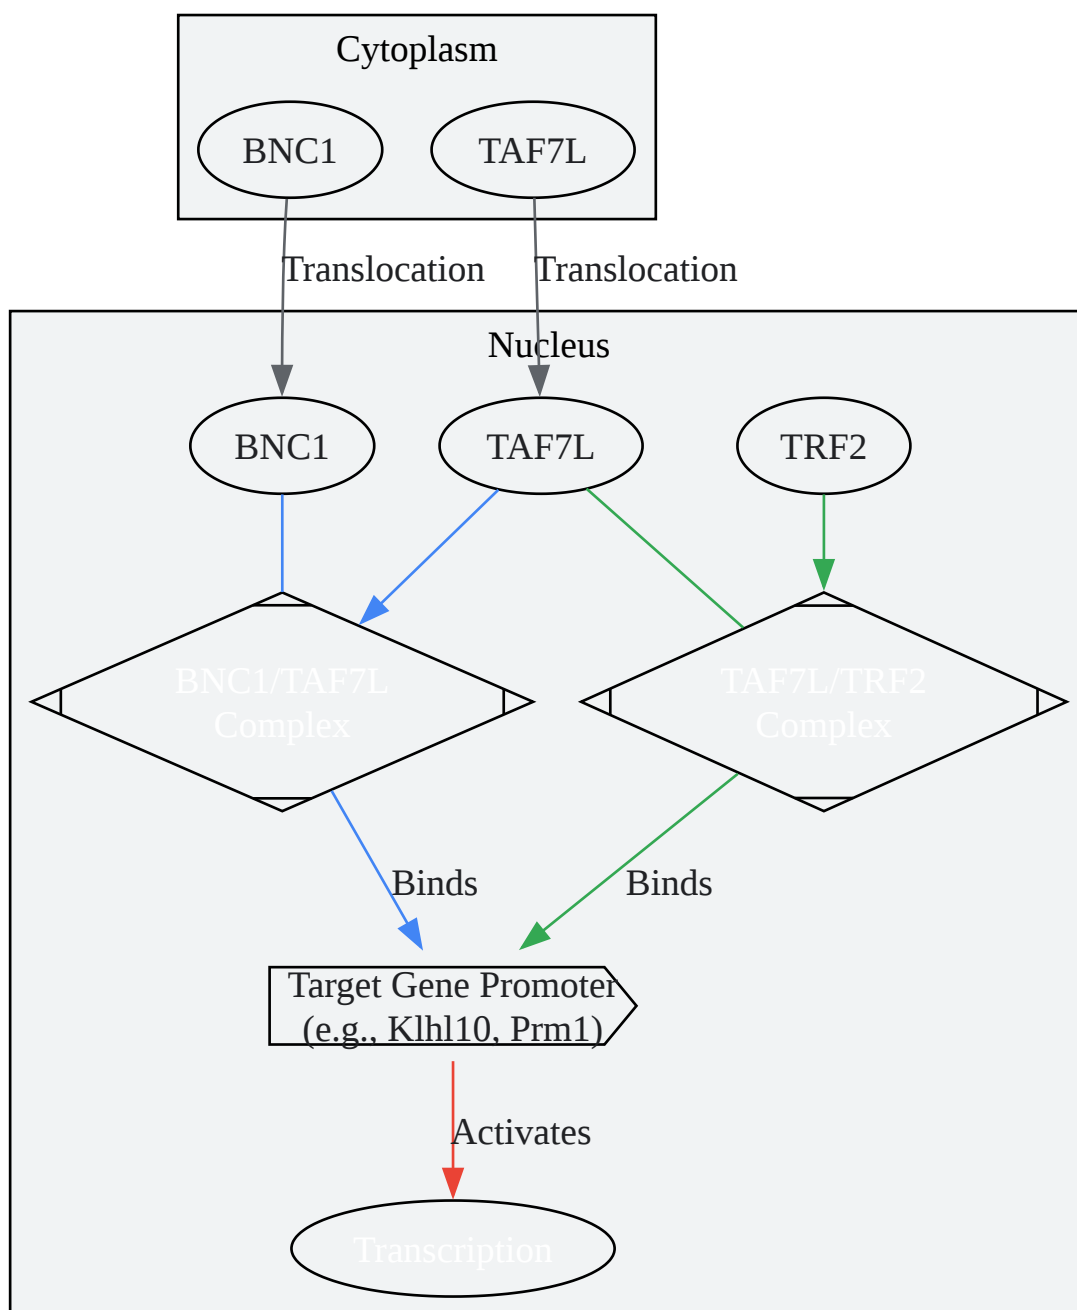 Cytoplasm
BNC1
TAF7L
Translocation
Translocation
Nucleus
BNC1
TAF7L
TRF2
BNC1/TAF7L
Complex
TAF7L/TRF2
Complex
Binds
Binds
Target Gene Promoter
(e.g., Klhl10, Prm1)
Activates
Transcription